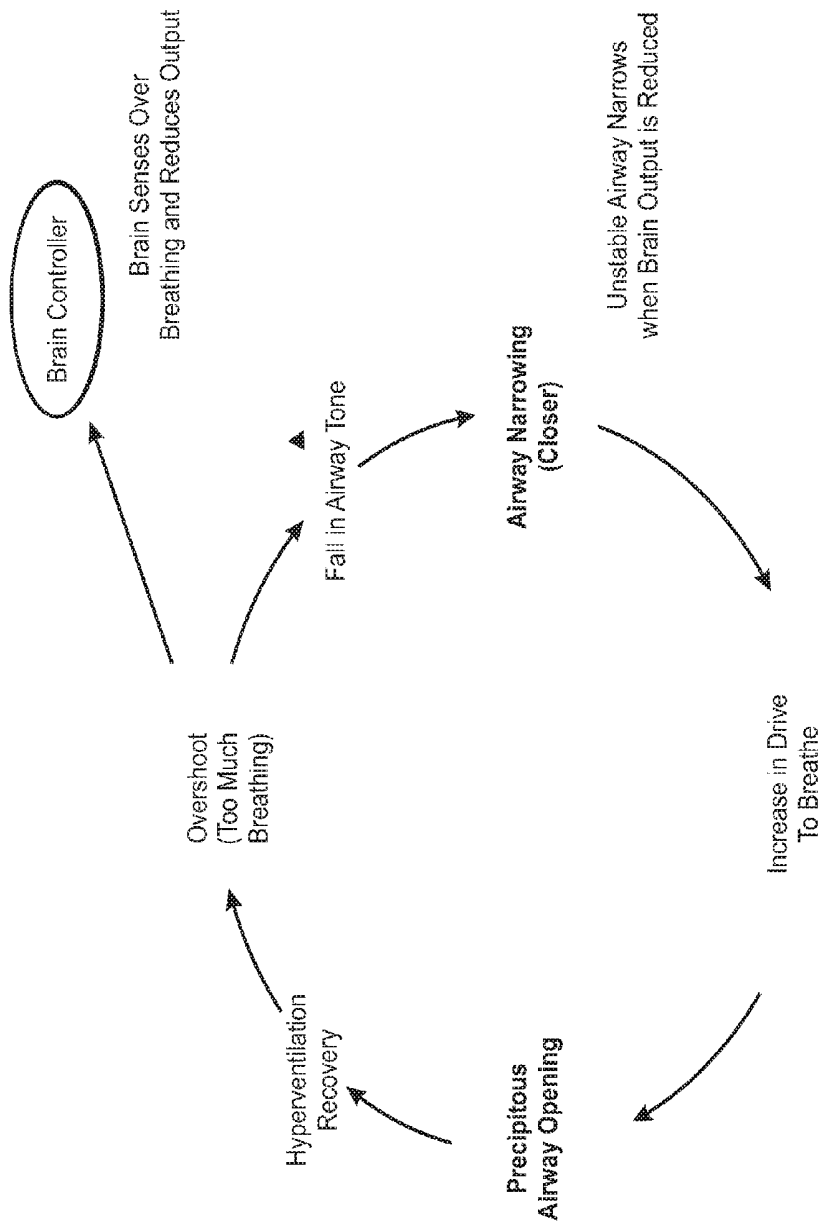 Brain Controller
Brain Senses Over
Breathing and Reduces Output
Overshoot
(Too Much
Breathing)
Fall in Airway Tone
Airway Narrowing
(Closer)
Unstable Airway Narrows
when Brain Output is Reduced
Increase in Drive
To Breathe
Precipitous
Airway Opening
Hyperventilation
Recovery